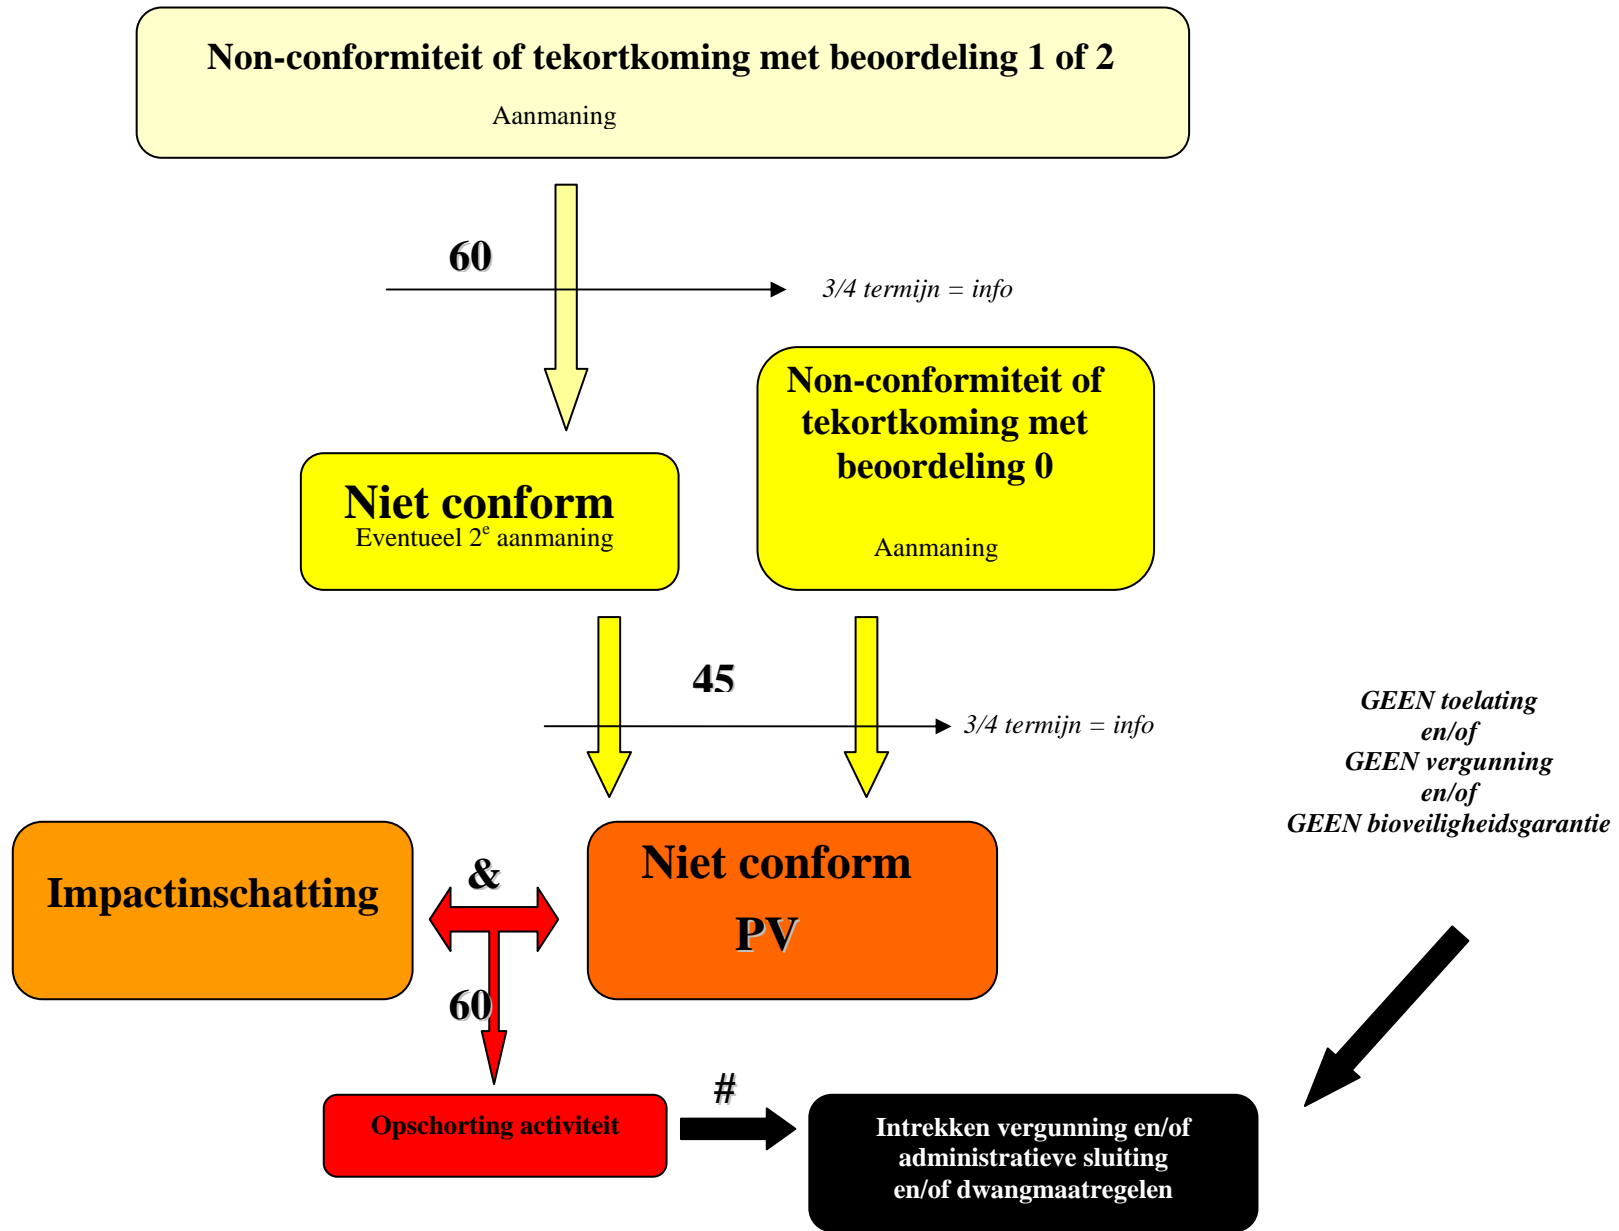 Non-conformiteit of tekortkoming met beoordeling 1 of 2
Aanmaning
60
3/4 termijn = info
Non-conformiteit of
tekortkoming met
beoordeling 0
Aanmaning
Niet conform
Eventueel 2e aanmaning
45
3/4 termijn = info
GEEN toelating
en/of
GEEN vergunning
en/of
GEEN bioveiligheidsgarantie
Impactinschatting
&
Niet conform
PV
60
Opschorting activiteit
#
Intrekken vergunning en/of
administratieve sluiting
en/of dwangmaatregelen